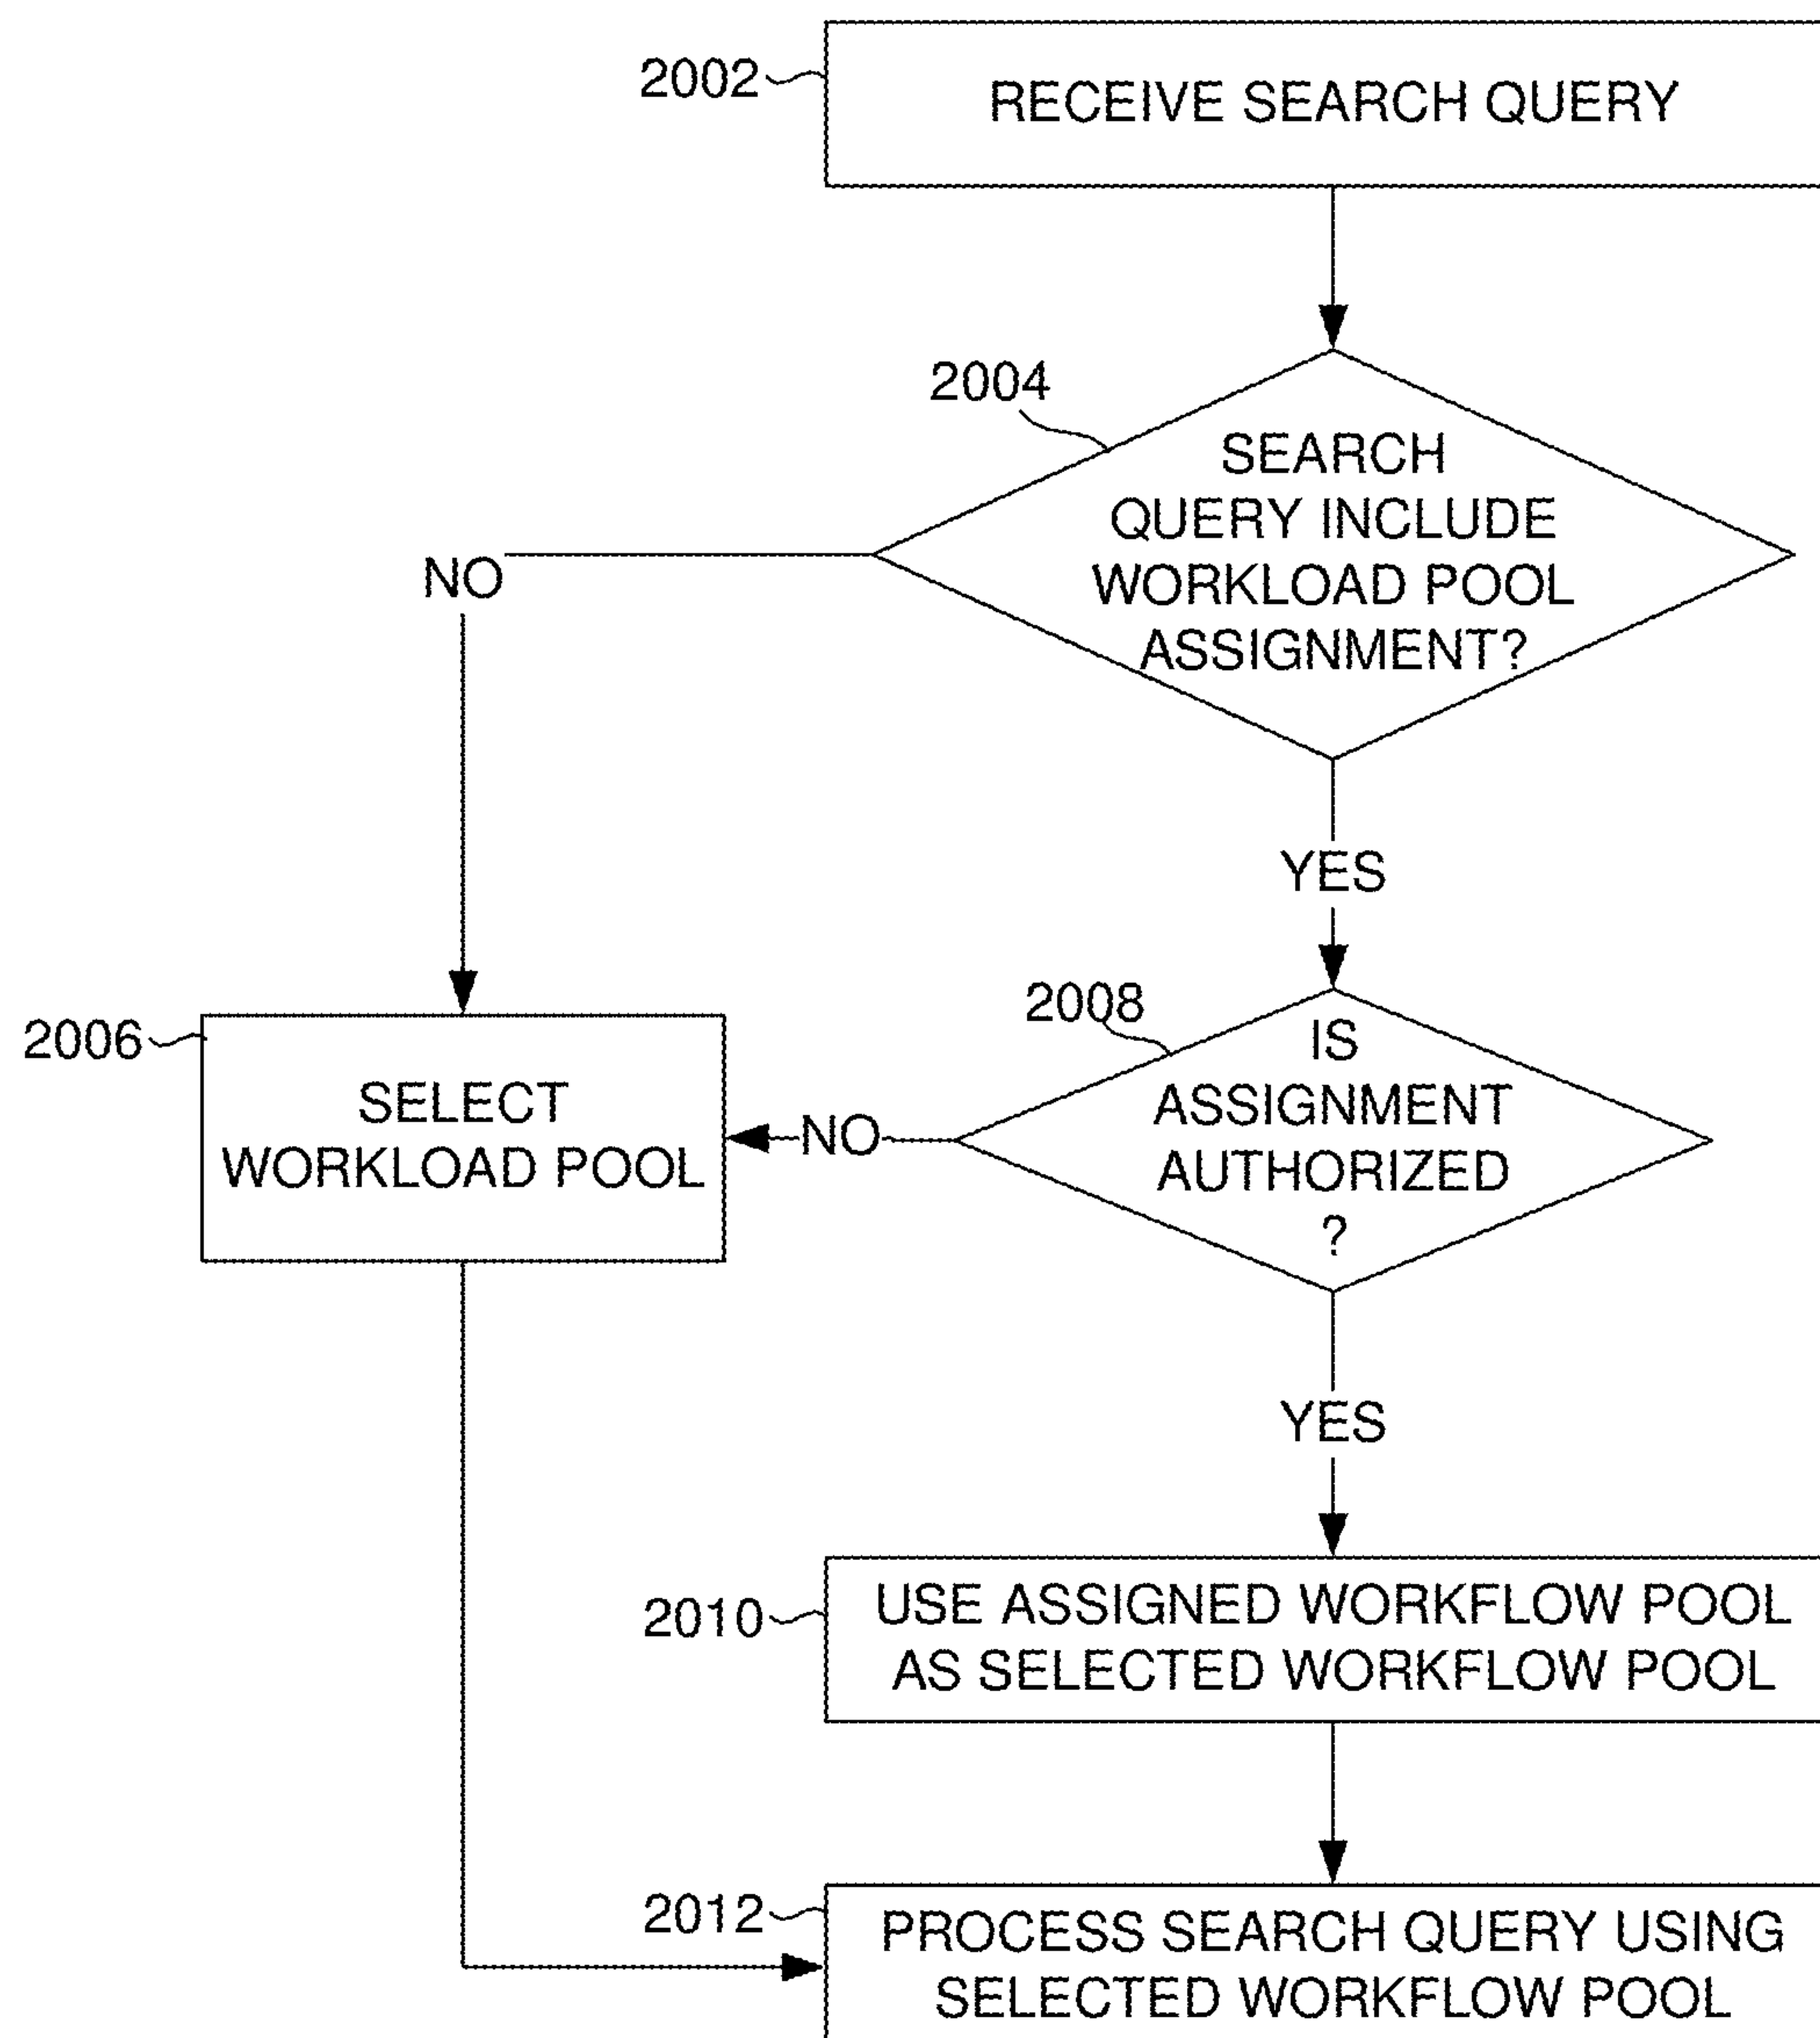 2002
RECEIVE SEARCH QUERY
2004
SEARCH
QUERY INCLUDE
WORKLOAD POOL
ASSIGNMENT?
NO
YES
2006
SELECT
WORKLOAD POOL
2008
IS
ASSIGNMENT
AUTHORIZED
?
NO
YES
2010
USE ASSIGNED WORKFLOW POOL
AS SELECTED WORKFLOW POOL
2012
PROCESS SEARCH QUERY USING
SELECTED WORKFLOW POOL